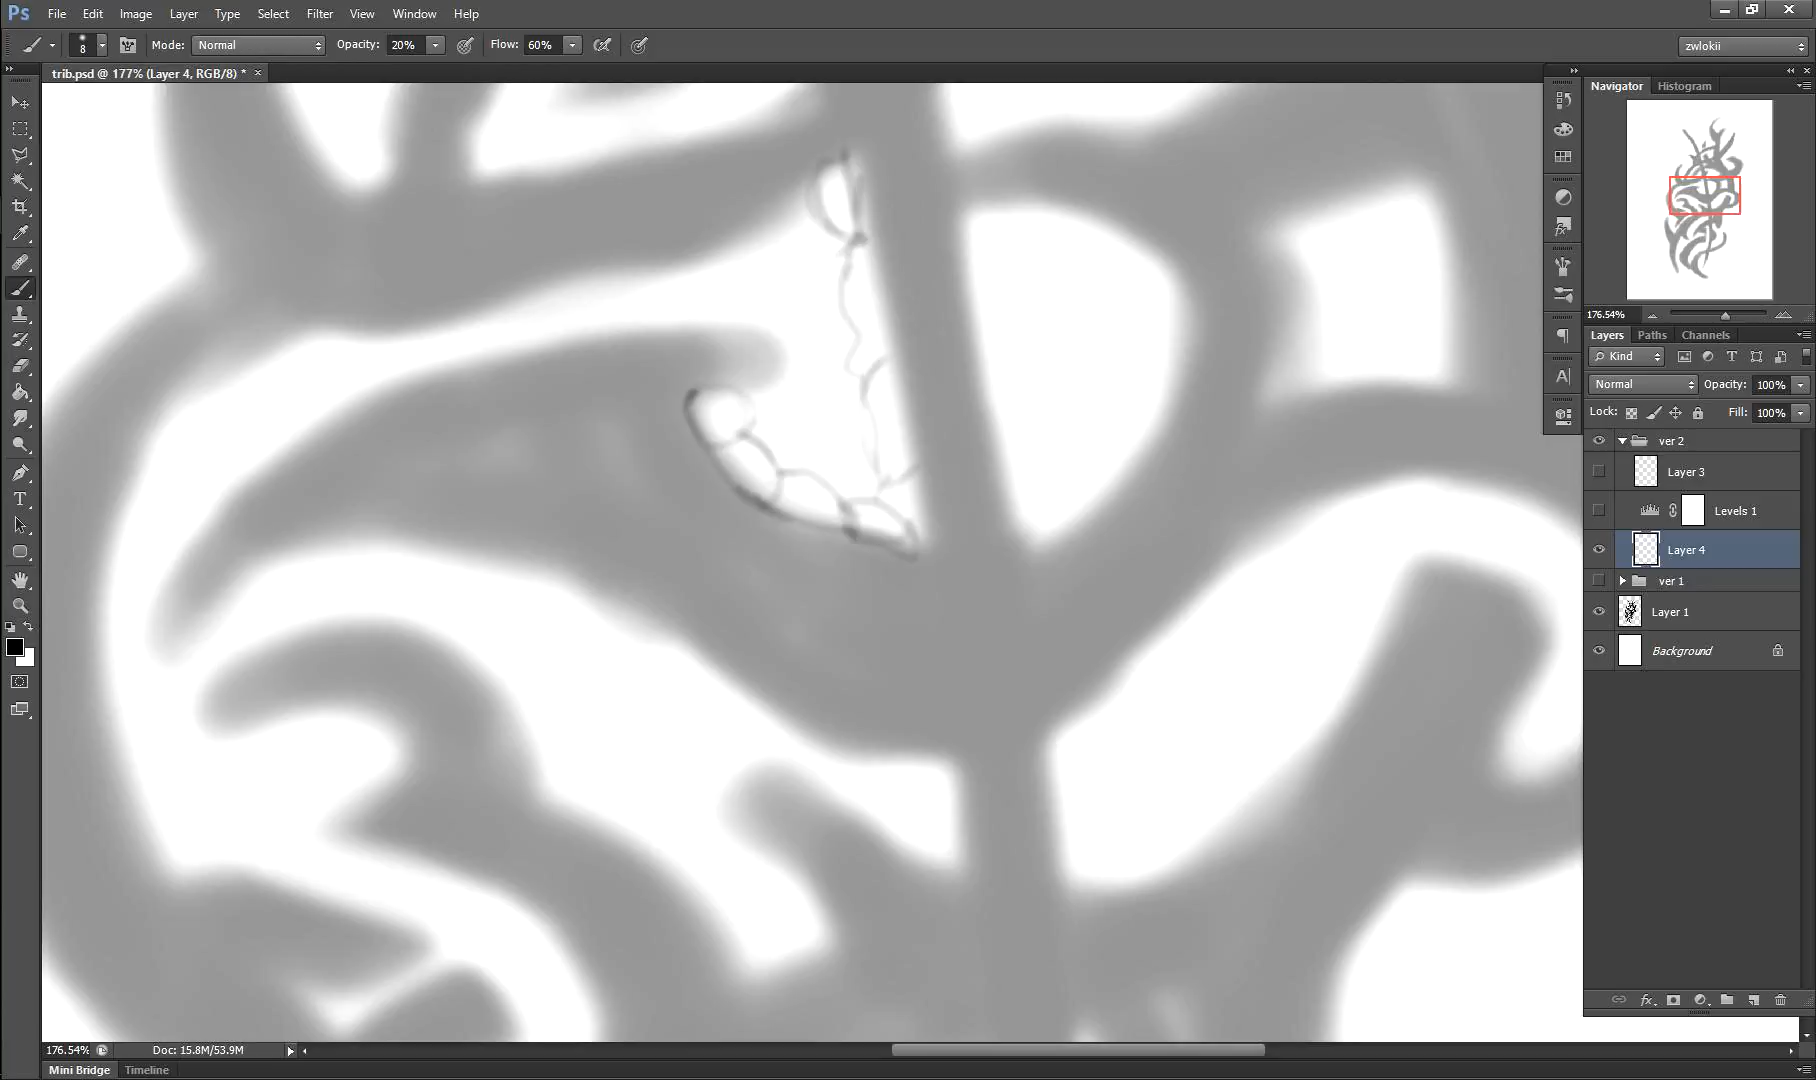 Ps File Edit Image Layer Type Select Filter View Window Help
8 Mode: Normal Opacity: 20% Flow: 60% zwlokii
trib.psd @ 177% (Layer 4, RGB/8) * ×
Navigator Histogram
176.54%
Layers Paths Channels
Kind T
Normal Opacity: 100%
Lock: Fill: 100%
ver 2
Layer 3
Levels 1
Layer 4
ver 1
Layer 1
Background
fx
T
A
fx
176.54% Doc: 15.8M/53.9M
Mini Bridge Timeline